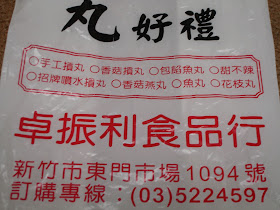 丸好禮
○手工摃丸○香菇摃丸○包餡魚丸○甜不辣
○招牌噴水摃丸○香菇燕丸○魚丸○花枝丸
卓振利食品行
新竹市東門市場1094號
訂購專線：(03)5224597